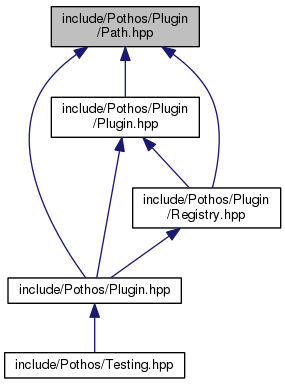 include/Pothos/Plugin
/Path.hpp
include/Pothos/Plugin
/Plugin.hpp
include/Pothos/Plugin
/Registry.hpp
include/Pothos/Plugin.hpp
include/Pothos/Testing.hpp